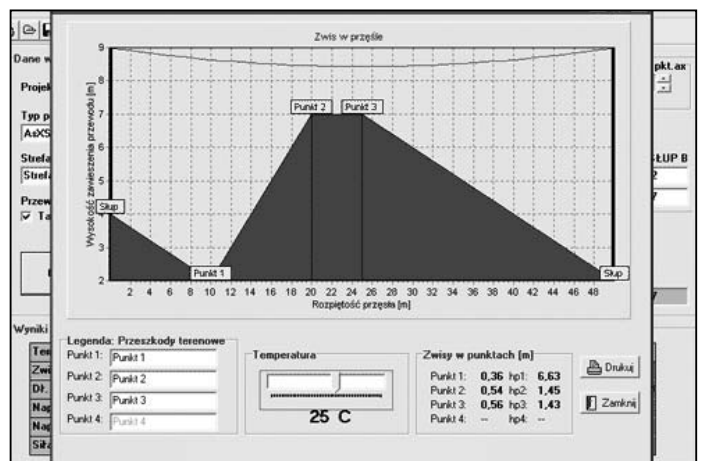 Zwis w przęśle
Wysokość zawieszenia przewodu [m]
9
8
7
6
5
3
2
Słup
Punkt 1
Punkt 2
Punkt 3
Słup
2 4 6 8 10 12 14 16 18 20 22 24 26 28 30 32 34 36 38 40 42 44 46 48
Rozpiętość przęsła [m]
Dane w
Projek
Typ p
AsXS
Strefa
Strefa
Przew
Ta
pkt.ax
SŁUP B
2
7
7
Wyniki
Ter
Zwi
Dł.
Nap
Nap
Siła
Legenda: Przeszkody terenowe
Punkt 1: Punkt 1
Punkt 2: Punkt 2
Punkt 3: Punkt 3
Punkt 4: Punkt 4
Temperatura
25 C
Zwisy w punktach [m]
Punkt 1: 0,36 hp1: 6,63
Punkt 2: 0,54 hp2: 1,45
Punkt 3: 0,56 hp3: 1,43
Punkt 4: -- hp4: --
Drukuj
Zamknij